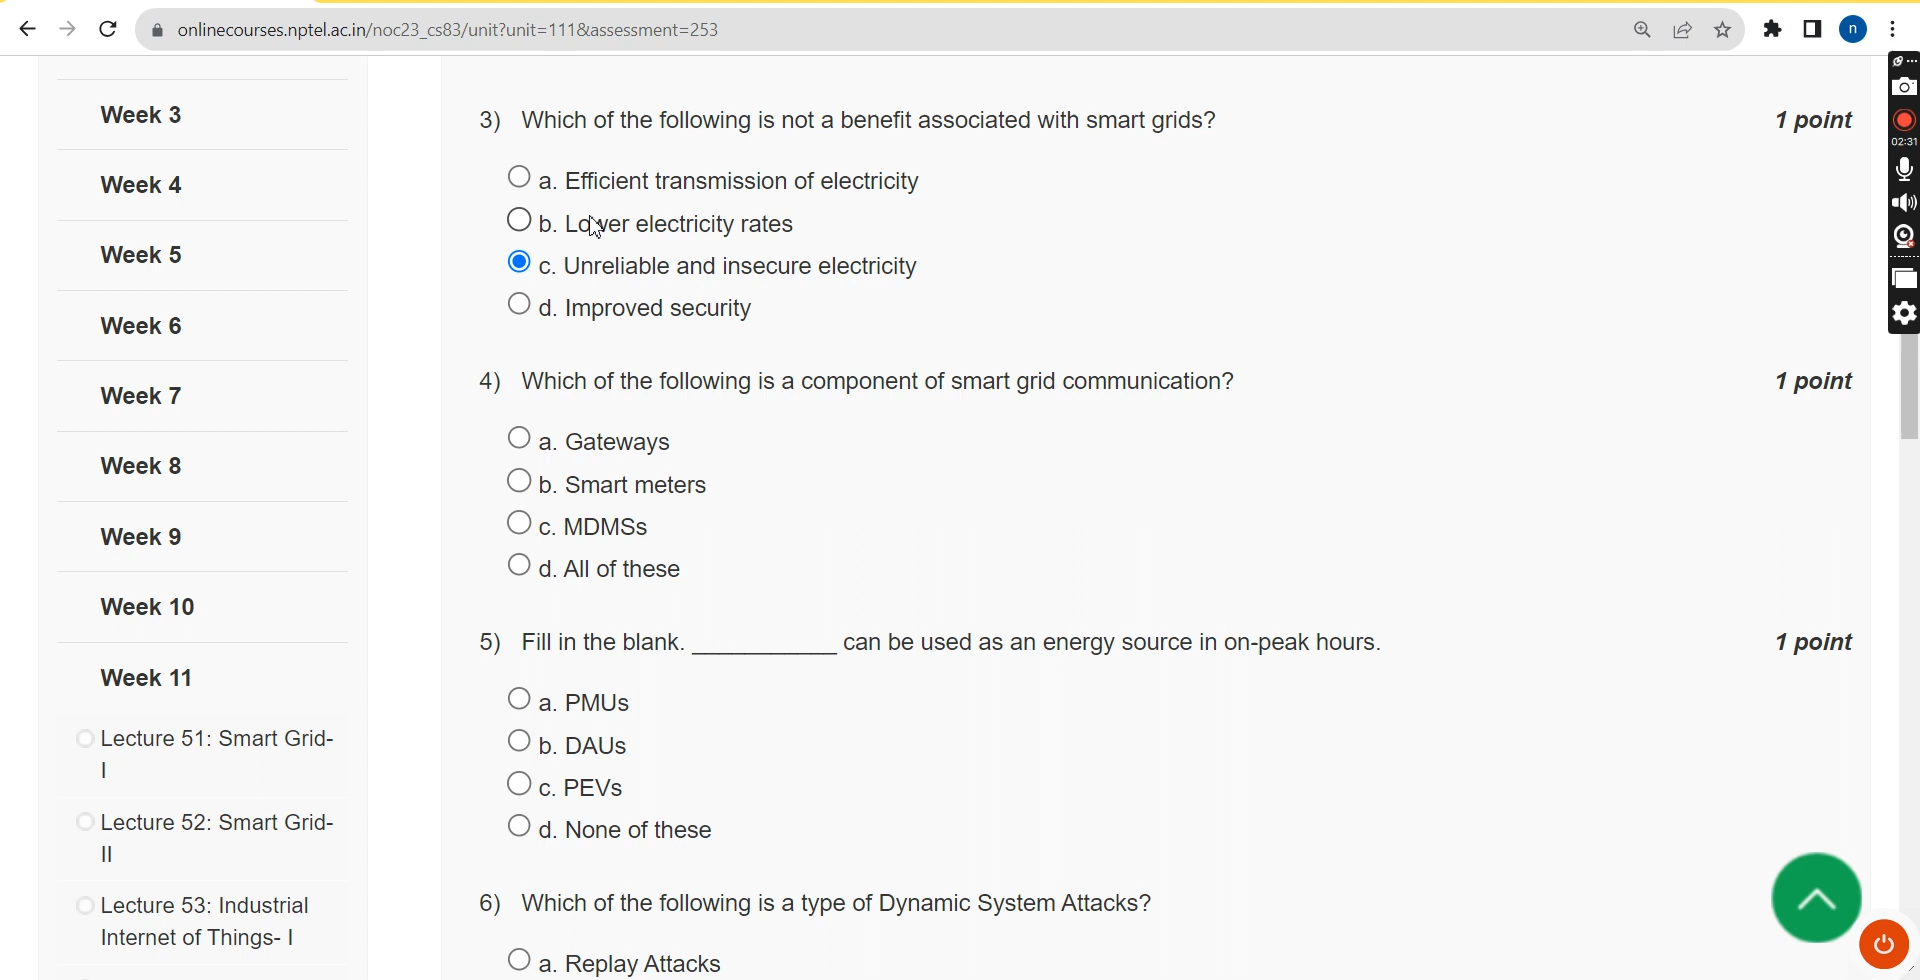 onlinecourses.nptel.ac.in/noc23_cs83/unit?unit=111&assessment=253
n
02:31
Week 3
Week 4
Week 5
Week 6
Week 7
Week 8
Week 9
Week 10
Week 11
Lecture 51: Smart Grid-
I
Lecture 52: Smart Grid-
II
Lecture 53: Industrial
Internet of Things- I
3) Which of the following is not a benefit associated with smart grids? 1 point
a. Efficient transmission of electricity
b. Lower electricity rates
c. Unreliable and insecure electricity
d. Improved security
4) Which of the following is a component of smart grid communication? 1 point
a. Gateways
b. Smart meters
c. MDMSs
d. All of these
5) Fill in the blank. ___________ can be used as an energy source in on-peak hours. 1 point
a. PMUs
b. DAUs
c. PEVs
d. None of these
6) Which of the following is a type of Dynamic System Attacks?
a. Replay Attacks